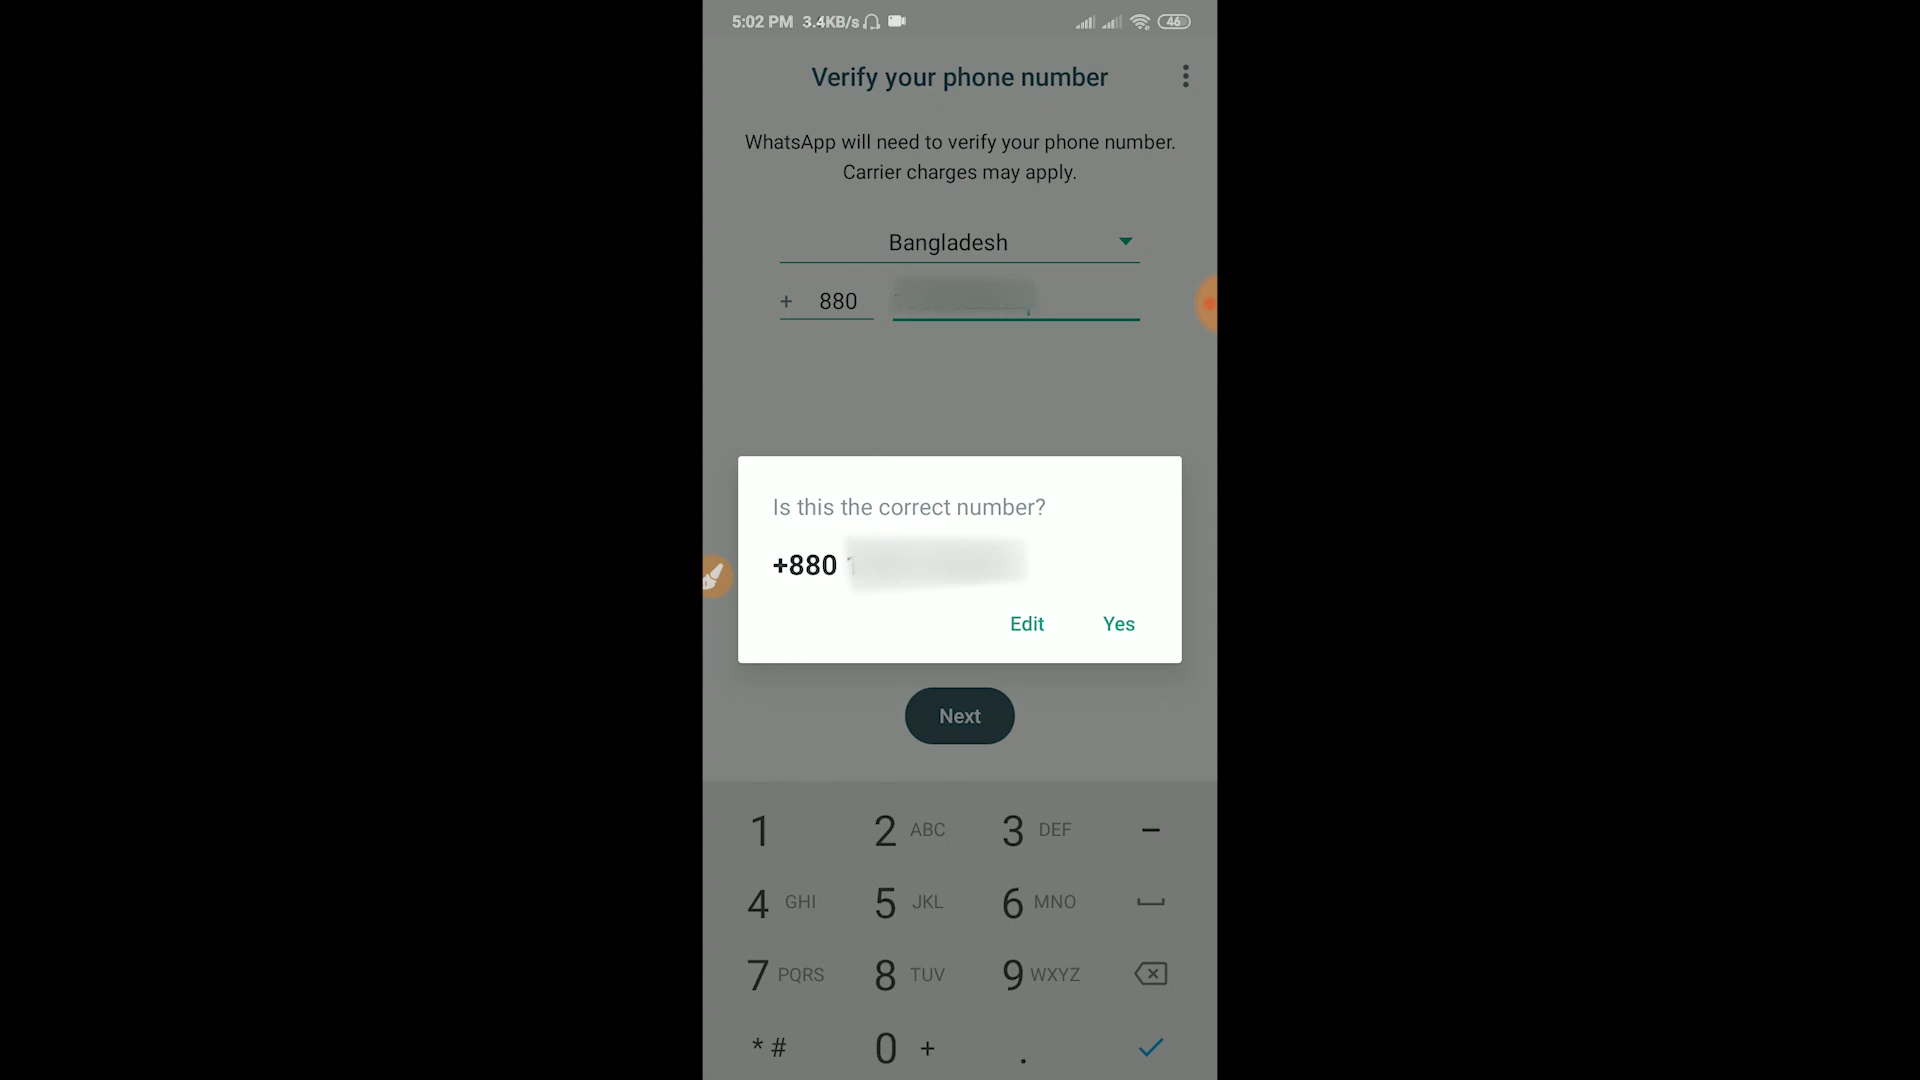 5:02 PM 3.4KB/s 46
Verify your phone number
WhatsApp will need to verify your phone number.
Carrier charges may apply.
Bangladesh
+ 880
Is this the correct number?
+880
Edit Yes
Next
1 2 ABC 3 DEF -
4 GHI 5 JKL 6 MNO
7 PQRS 8 TUV 9 WXYZ
* # 0 + .